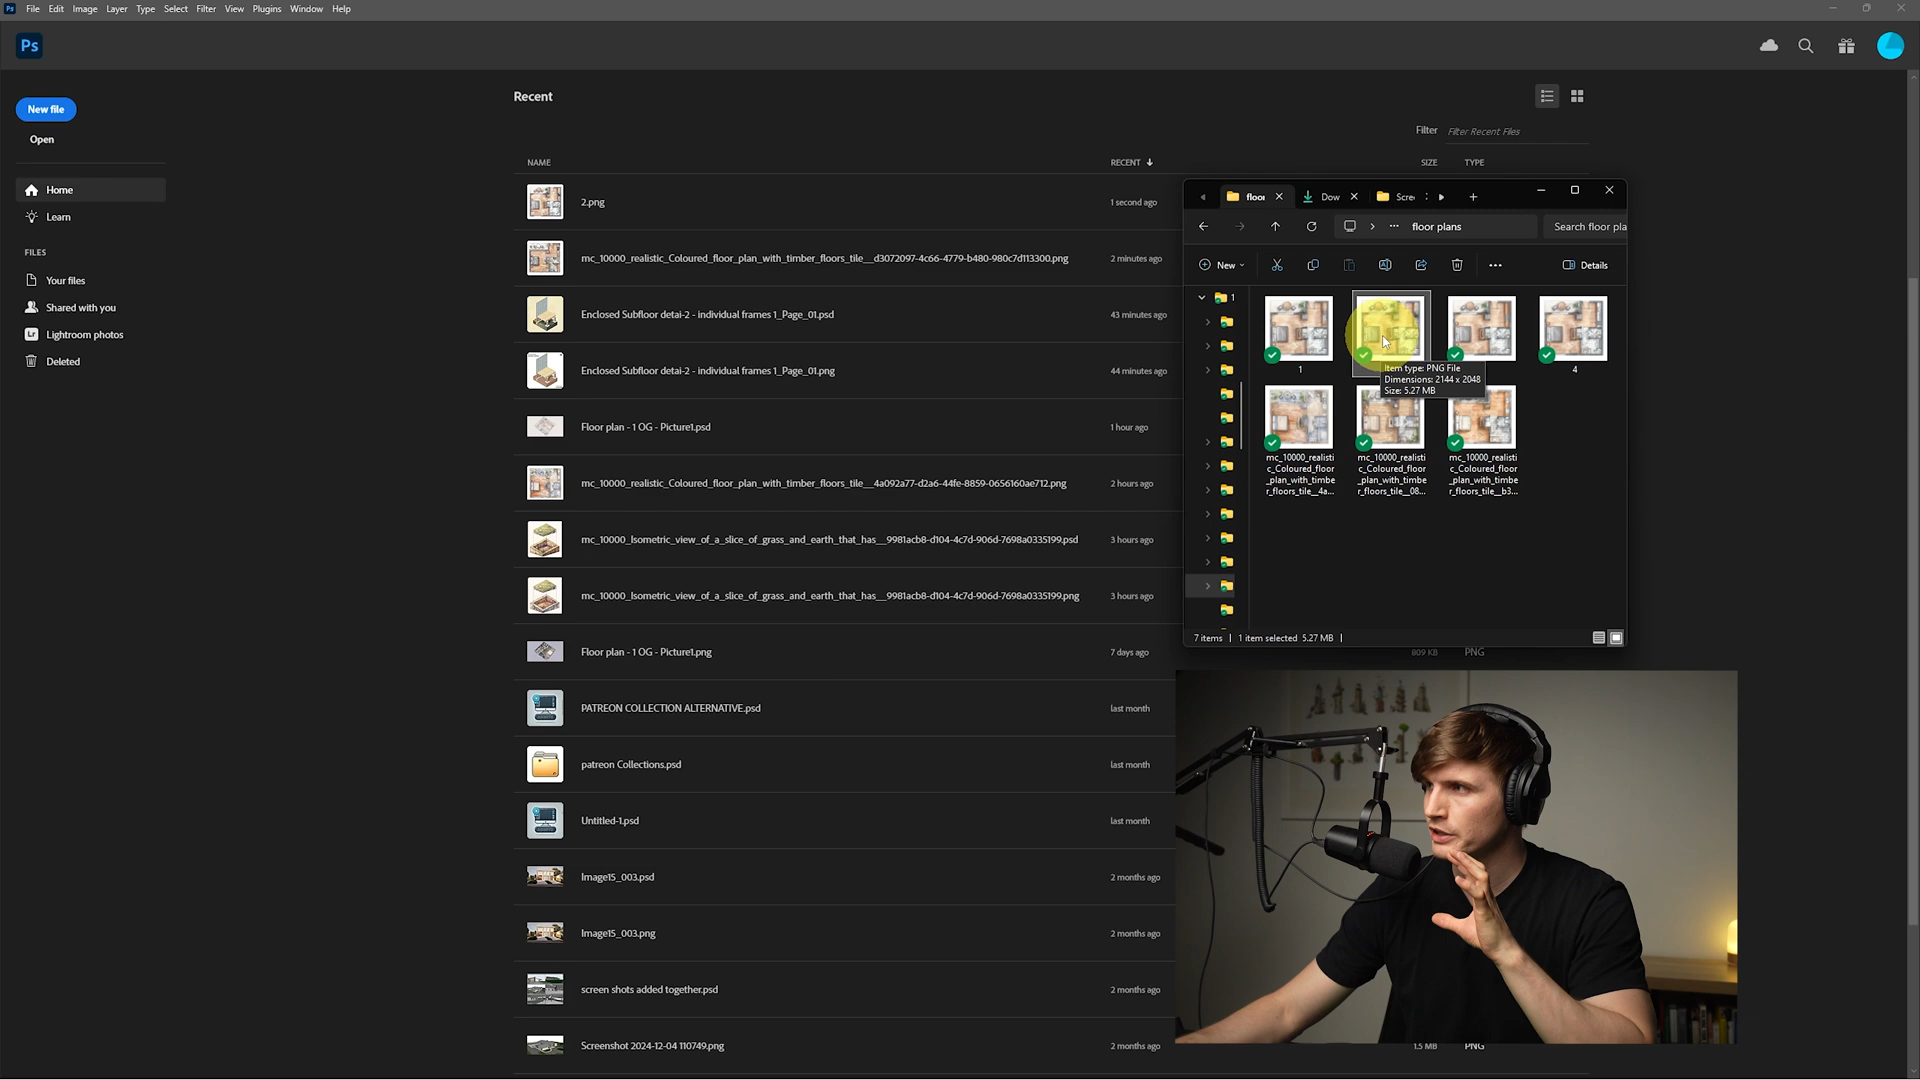 Ps File Edit Image Layer Type Select Filter View Plugins Window Help
Ps
New file
Open
Home
Learn
FILES
Your files
Shared with you
Lr Lightroom photos
Deleted
Recent
Filter Filter Recent Files
NAME RECENT SIZE TYPE
2.png 1 second ago
mc_10000_realistic_Coloured_floor_plan_with_timber_floors_tile__d3072097-4c66-4779-b480-980c7d113300.png 2 minutes ago
Enclosed Subfloor detai-2 - individual frames 1_Page_01.psd 43 minutes ago
Enclosed Subfloor detai-2 - individual frames 1_Page_01.png 44 minutes ago
Floor plan - 1 OG - Picture1.psd 1 hour ago
mc_10000_realistic_Coloured_floor_plan_with_timber_floors_tile__4a092a77-d2a6-44fe-8859-0656160ae712.png 2 hours ago
mc_10000_Isometric_view_of_a_slice_of_grass_and_earth_that_has__9981acb8-d104-4c7d-906d-7698a0335199.psd 3 hours ago
mc_10000_Isometric_view_of_a_slice_of_grass_and_earth_that_has__9981acb8-d104-4c7d-906d-7698a0335199.png 3 hours ago
Floor plan - 1 OG - Picture1.png 7 days ago 809 KB PNG
PATREON COLLECTION ALTERNATIVE.psd last month
patreon Collections.psd last month
Untitled-1.psd last month
Image15_003.psd 2 months ago
Image15_003.png 2 months ago
screen shots added together.psd 2 months ago
Screenshot 2024-12-04 110749.png 2 months ago 1.5 MB PNG
floor Dow Scre
floor plans Search floor pla
New Details
1
1 4
Item type: PNG File
Dimensions: 2144 x 2048
Size: 5.27 MB
mc_10000_realisti mc_10000_realisti mc_10000_realisti
c_Coloured_floor c_Coloured_floor c_Coloured_floor
_plan_with_timbe _plan_with_timbe _plan_with_timbe
r_floors_tile__4a... r_floors_tile__08... r_floors_tile__b3...
7 items 1 item selected 5.27 MB